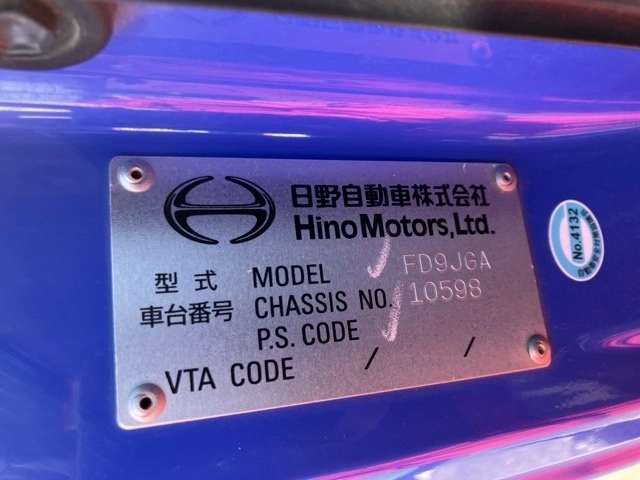 日野自動車株式会社
Hino Motors, Ltd.
型式 MODEL FD9JGA
車台番号 CHASSIS NO. 10598
P.S. CODE
VTA CODE / /
No.4132